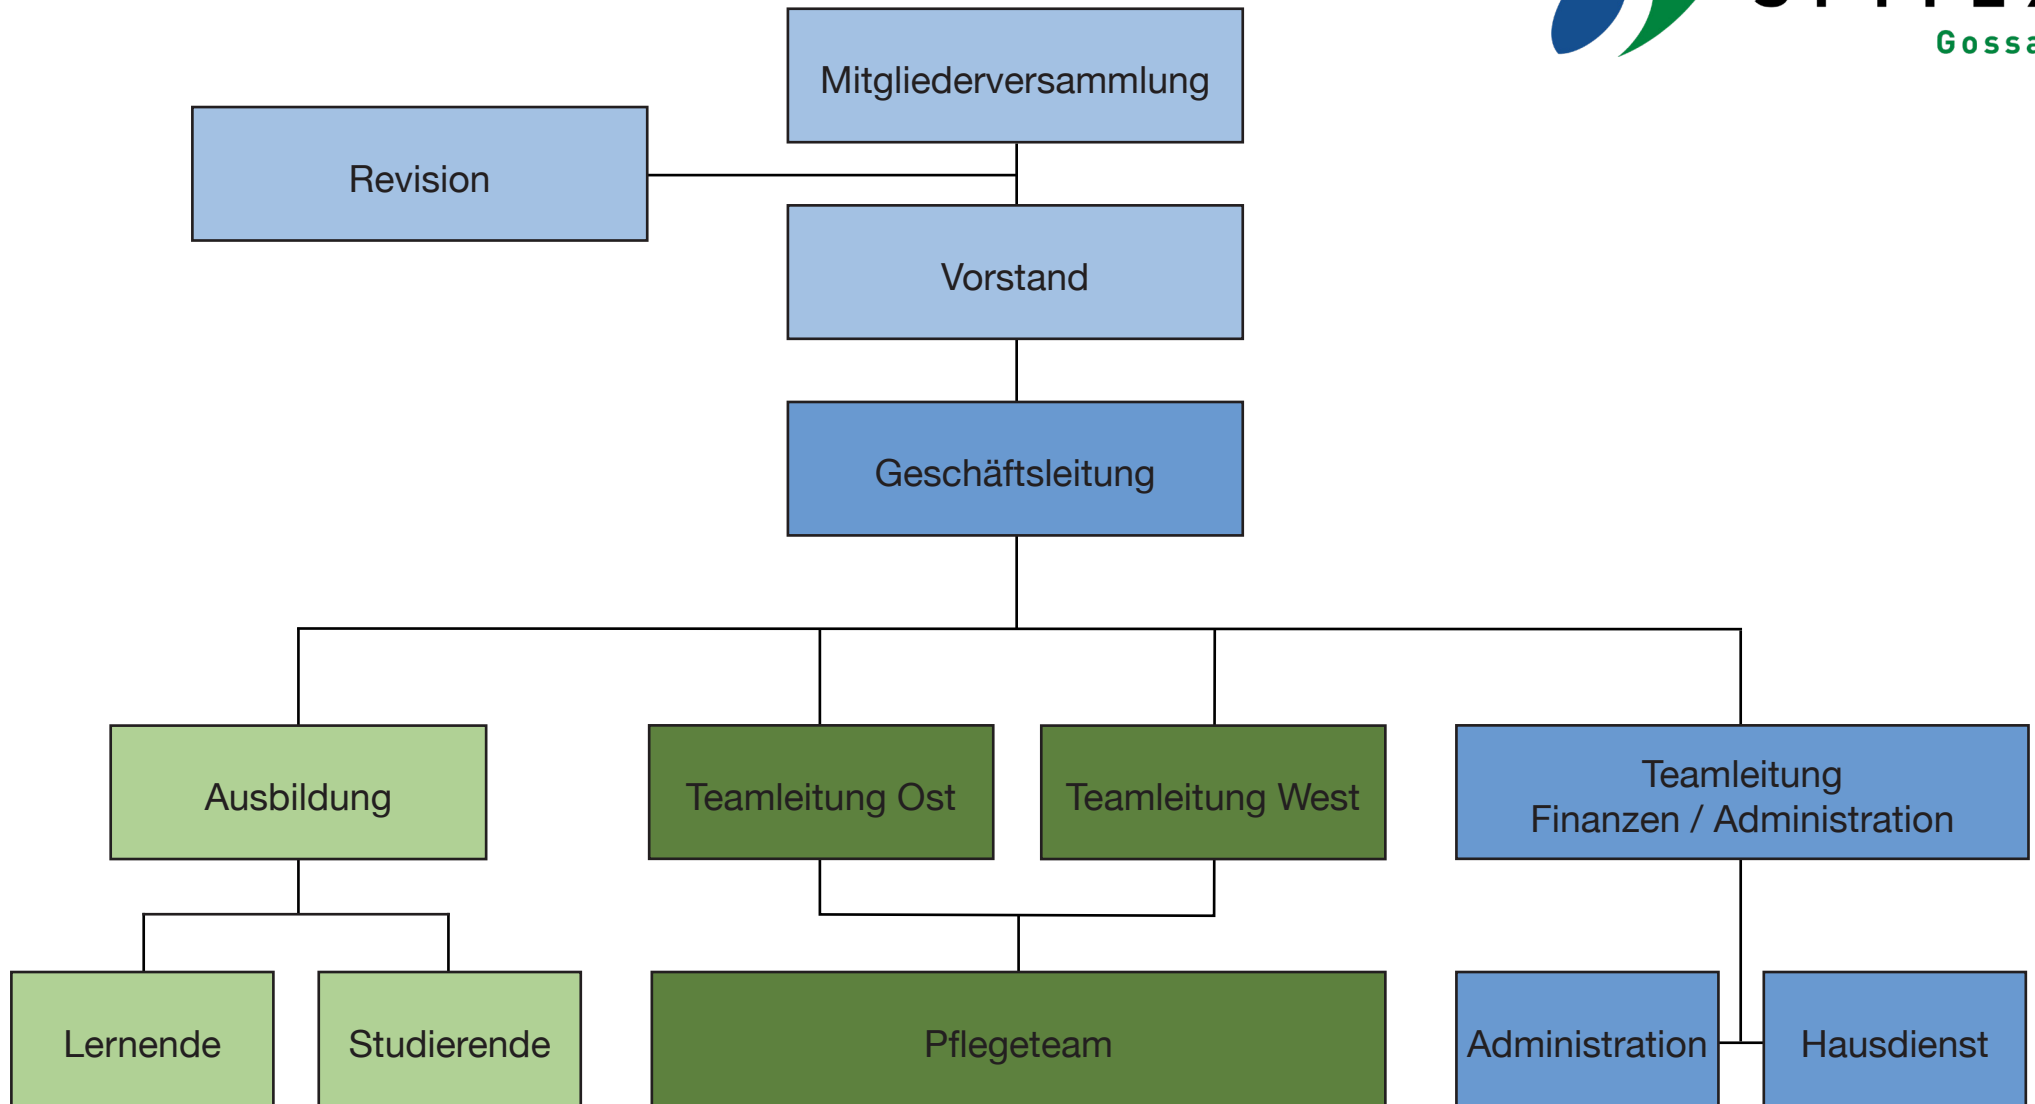 Mitgliederversammlung
Revision
Vorstand
Geschäftsleitung
Ausbildung
Teamleitung Ost
Teamleitung West
Teamleitung
Finanzen / Administration
Lernende
Studierende
Pflegeteam
Administration
Hausdienst